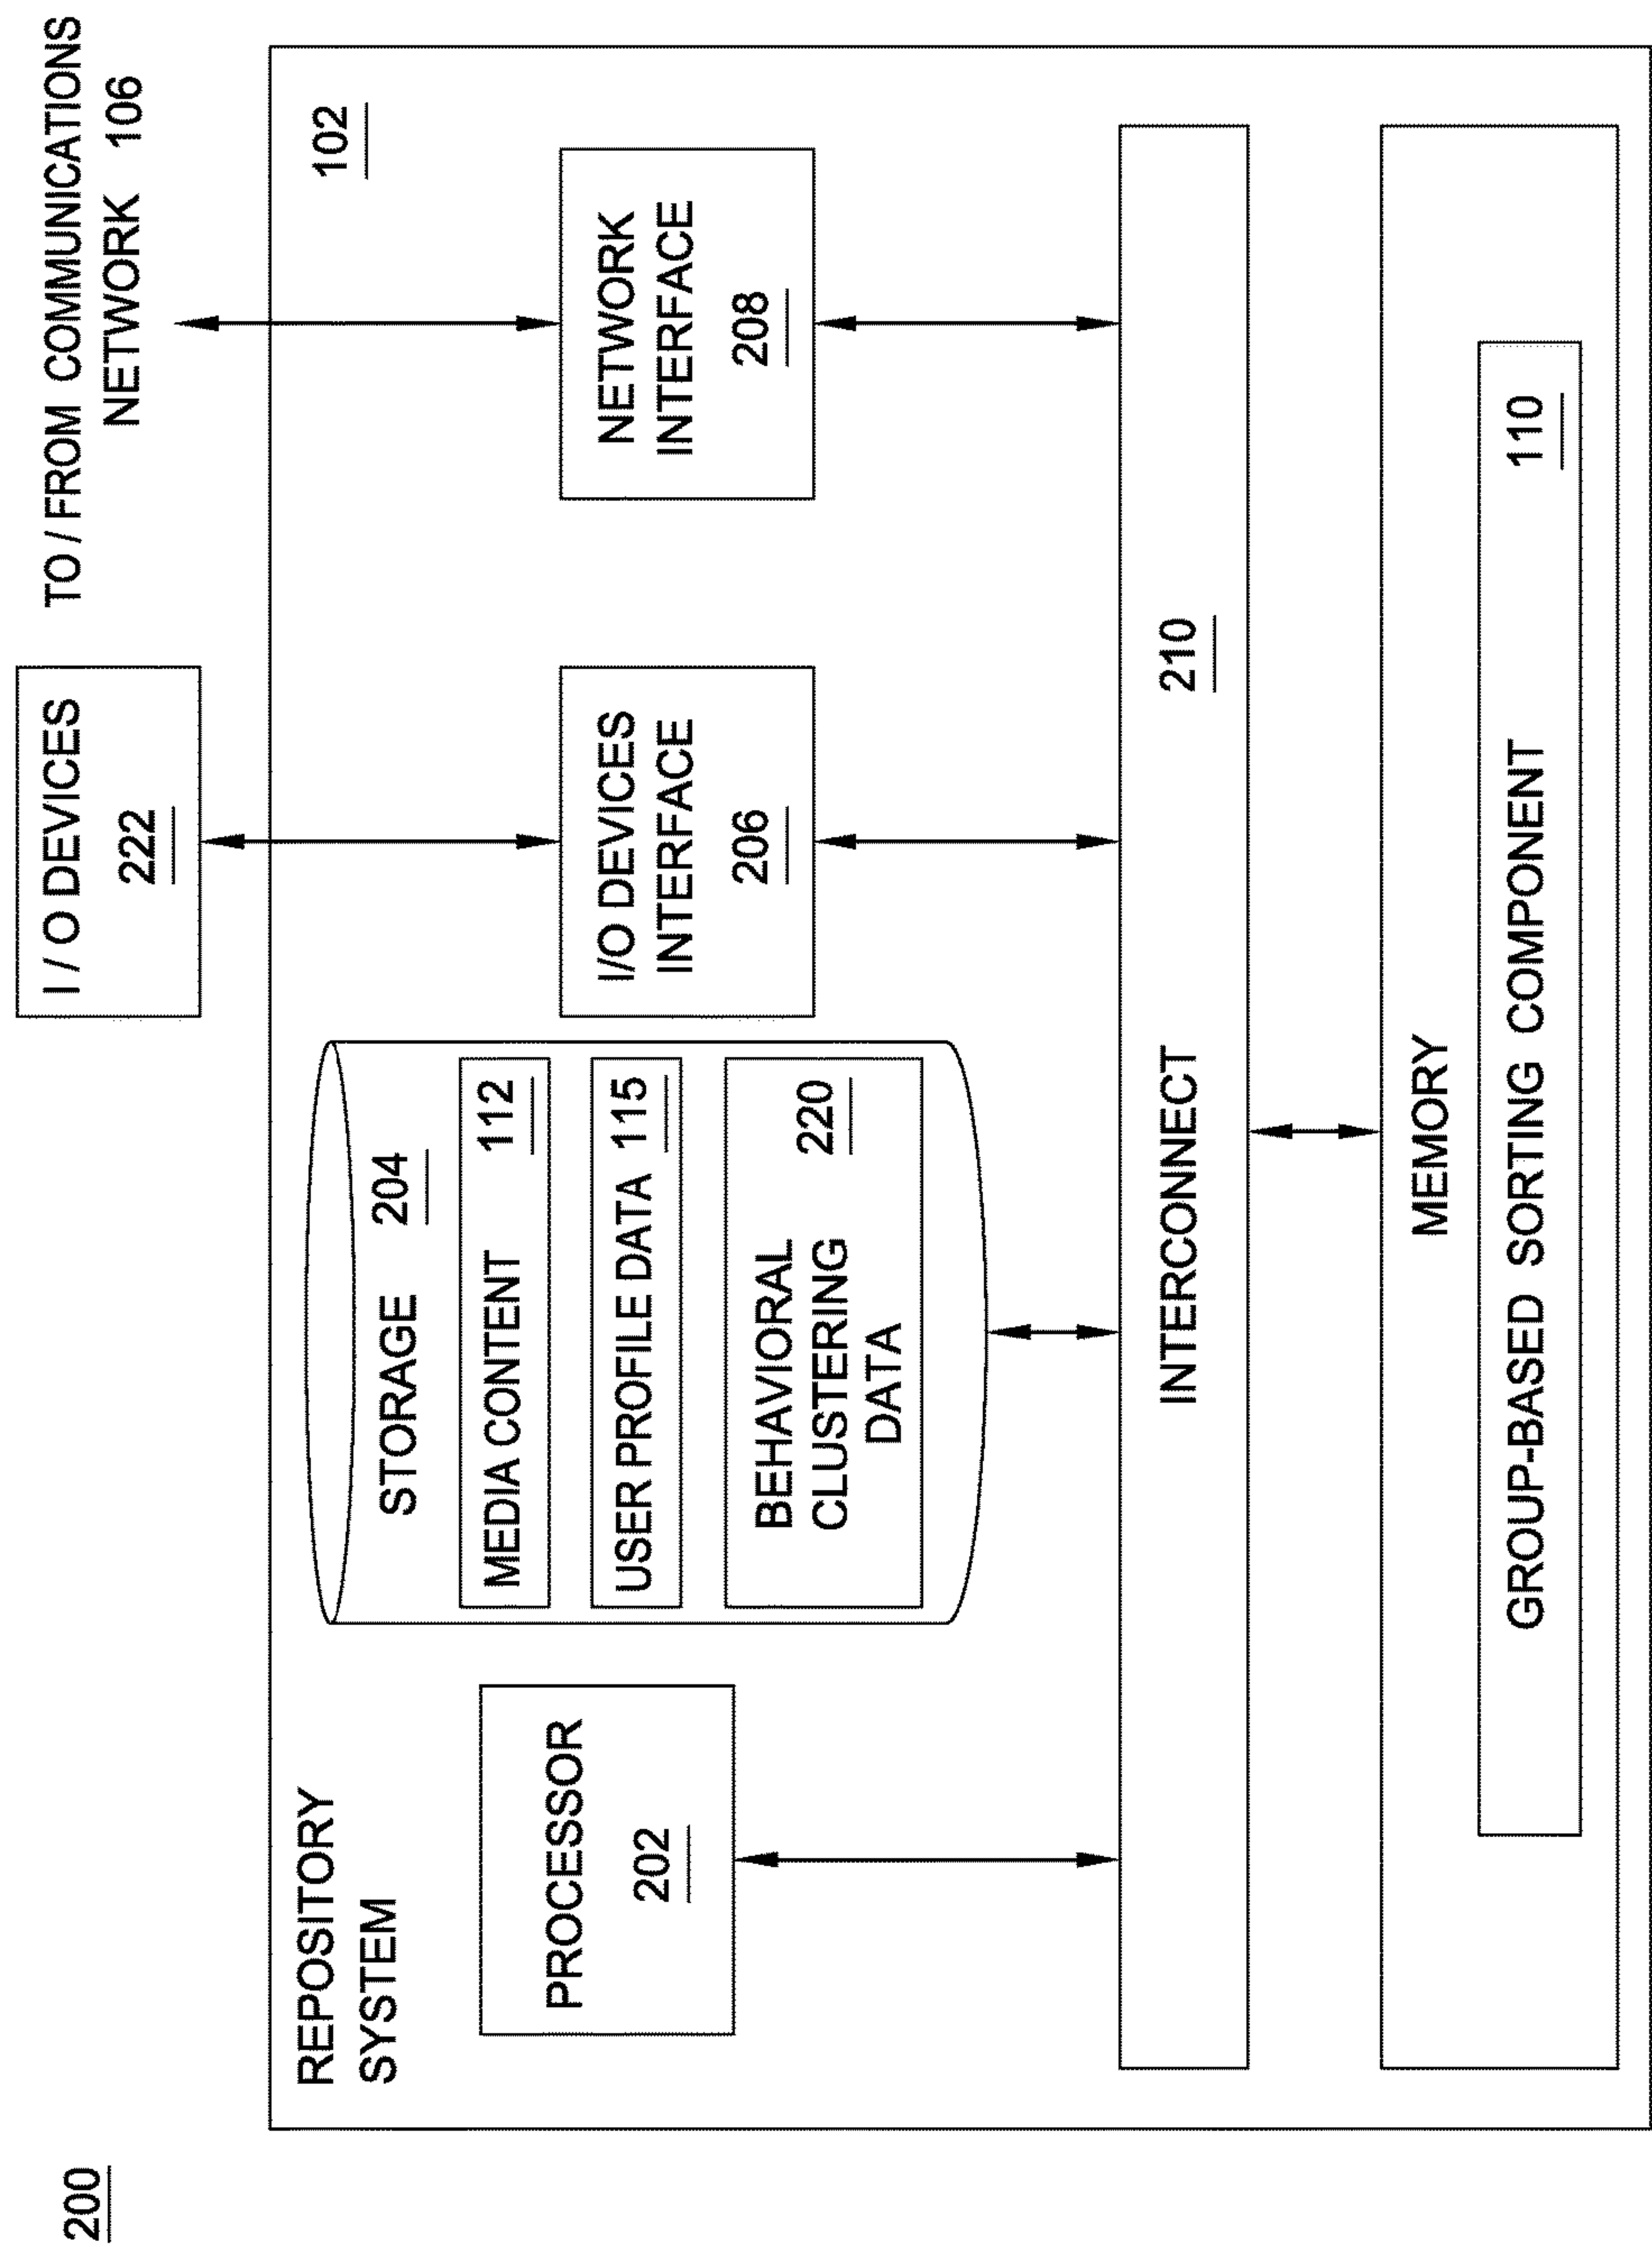 200
I / O DEVICES
222
TO / FROM COMMUNICATIONS
NETWORK 106
REPOSITORY
SYSTEM
102
PROCESSOR
202
STORAGE 204
MEDIA CONTENT 112
USER PROFILE DATA 115
BEHAVIORAL 220
CLUSTERING
DATA
I/O DEVICES
INTERFACE
206
NETWORK
INTERFACE
208
INTERCONNECT 210
MEMORY
GROUP-BASED SORTING COMPONENT 110